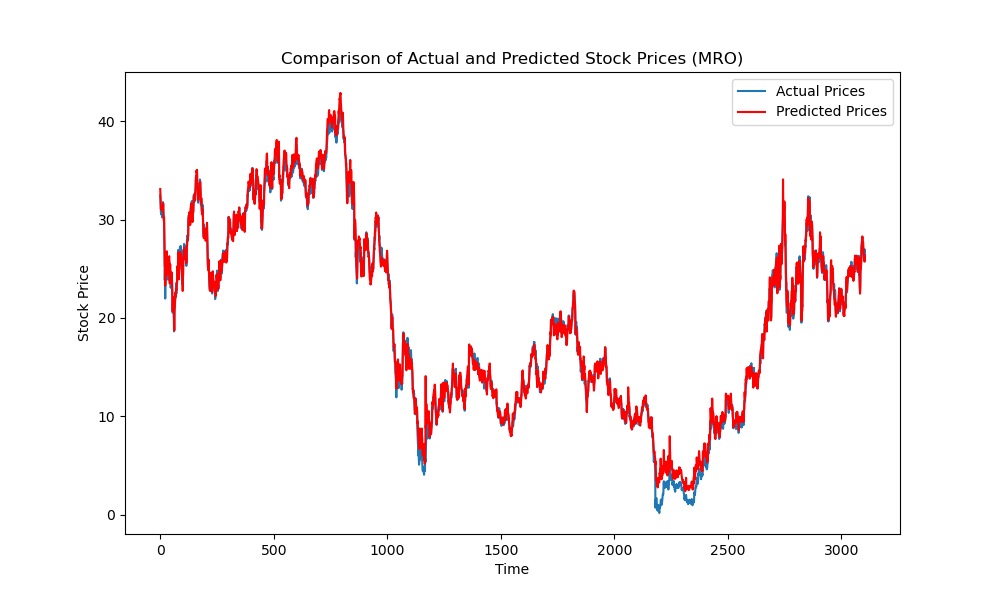 Comparison of Actual and Predicted Stock Prices (MRO)
Actual Prices
Predicted Prices
Stock Price
40
30
20
10
0
0 500 1000 1500 2000 2500 3000
Time